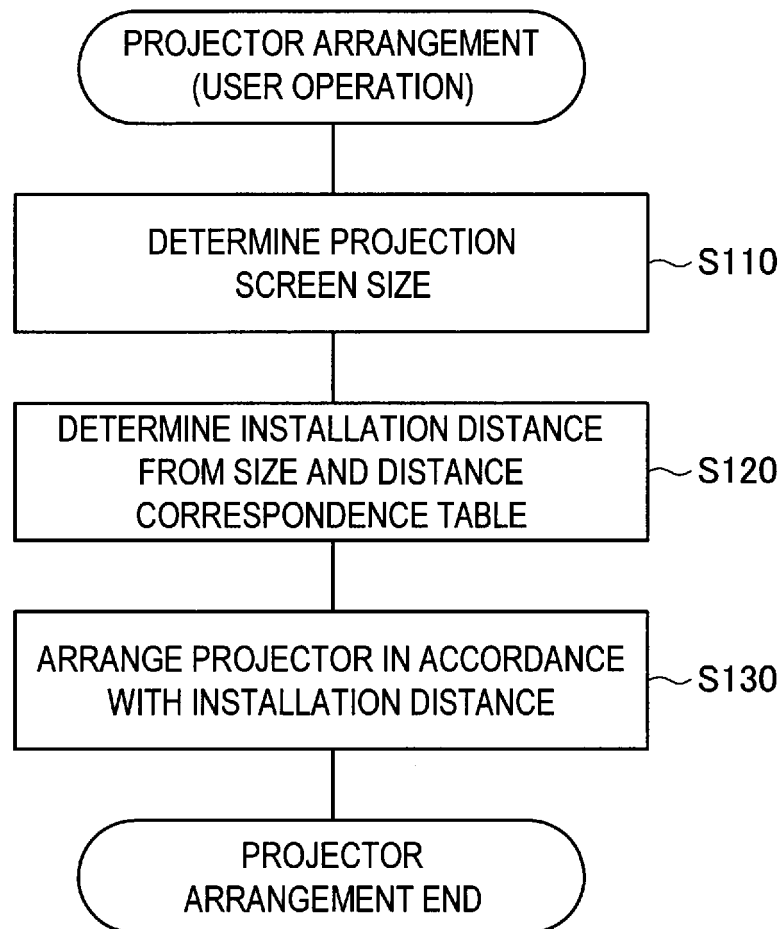 PROJECTOR ARRANGEMENT
(USER OPERATION)
DETERMINE PROJECTION
SCREEN SIZE
S110
DETERMINE INSTALLATION DISTANCE
FROM SIZE AND DISTANCE
CORRESPONDENCE TABLE
S120
ARRANGE PROJECTOR IN ACCORDANCE
WITH INSTALLATION DISTANCE
S130
PROJECTOR
ARRANGEMENT END